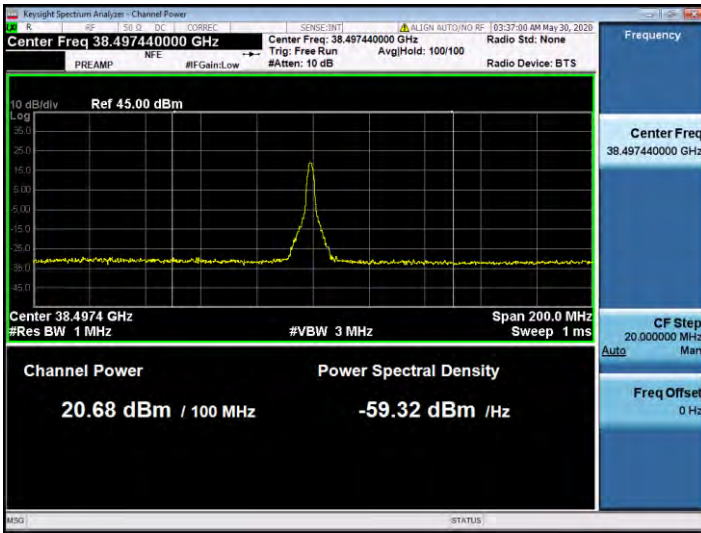 Keysight Spectrum Analyzer - Channel Power
R RF 50 Ω DC CORREC SENSE:INT ALIGN AUTO/NO RF 03:37:00 AM May 30, 2020
Center Freq 38.497440000 GHz
NFE
PREAMP #IFGain:Low
Center Freq: 38.497440000 GHz
Trig: Free Run Avg|Hold: 100/100
#Atten: 10 dB
Radio Std: None
Radio Device: BTS
10 dB/div Ref 45.00 dBm
Log
35.0
25.0
15.0
5.00
-5.00
-15.0
-25.0
-35.0
-45.0
Center 38.4974 GHz Span 200.0 MHz
#Res BW 1 MHz #VBW 3 MHz Sweep 1 ms
Channel Power Power Spectral Density
20.68 dBm / 100 MHz -59.32 dBm /Hz
Frequency
Center Freq
38.497440000 GHz
CF Step
20.000000 MHz
Auto Man
Freq Offset
0 Hz
MSG STATUS